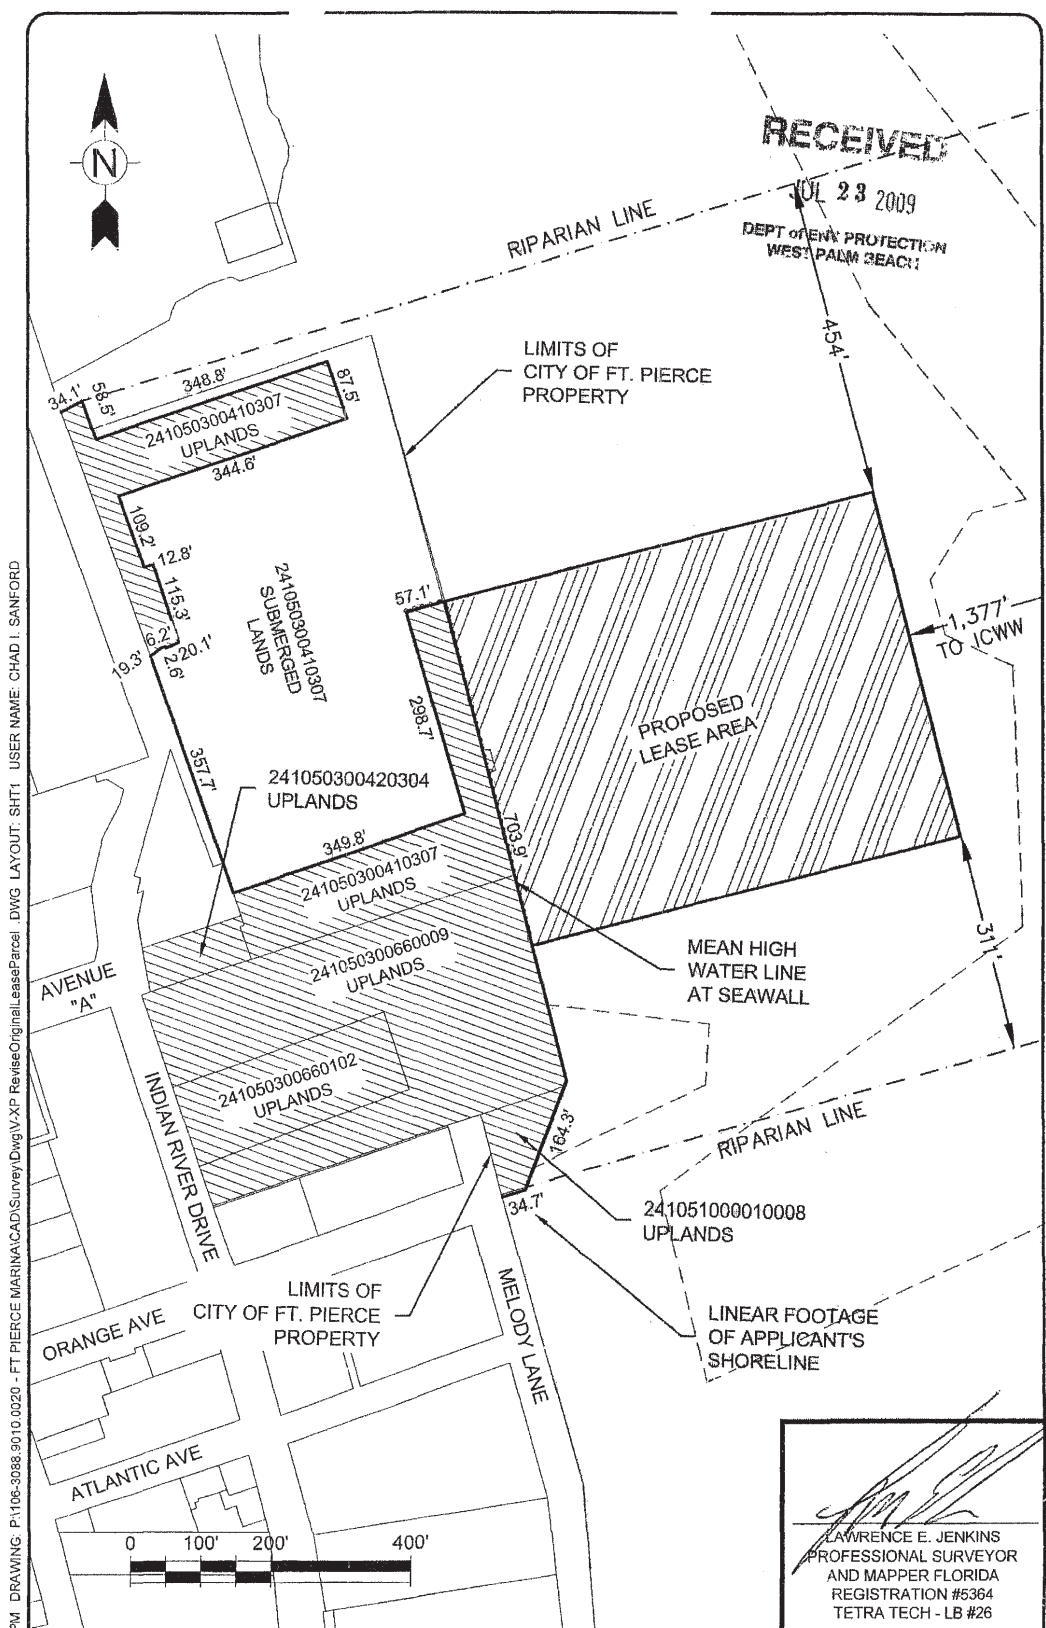 N
RECEIVED
JUL 23 2009
DEPT of ENV PROTECTION
WEST PALM BEACH
RIPARIAN LINE
454'
LIMITS OF
CITY OF FT. PIERCE
PROPERTY
34.1'
58.5'
348.8'
87.5'
241050300410307
UPLANDS
344.6'
109.2'
12.8'
115.3'
6.2'
20.1'
2.6'
19.3'
241050300410307
SUBMERGED
LANDS
57.1'
298.7'
1,377'
TO ICWW
PROPOSED
LEASE AREA
357.7'
241050300420304
UPLANDS
349.8'
703.9'
241050300410307
UPLANDS
311'
241050300660009
UPLANDS
MEAN HIGH
WATER LINE
AT SEAWALL
AVENUE
"A"
241050300660102
UPLANDS
INDIAN RIVER DRIVE
164.3'
RIPARIAN LINE
34.7'
241051000010008
UPLANDS
LIMITS OF
CITY OF FT. PIERCE
PROPERTY
MELODY LANE
LINEAR FOOTAGE
OF APPLICANT'S
SHORELINE
ORANGE AVE
ATLANTIC AVE
0 100' 200' 400'
LAWRENCE E. JENKINS
PROFESSIONAL SURVEYOR
AND MAPPER FLORIDA
REGISTRATION #5364
TETRA TECH - LB #26
PM DRAWING: P:\106-3088.9010.0020 - FT PIERCE MARINA\CAD\Survey\Dwg\V-XP ReviseOriginalLeaseParcel .DWG LAYOUT: SHT1 USER NAME: CHAD I. SANFORD